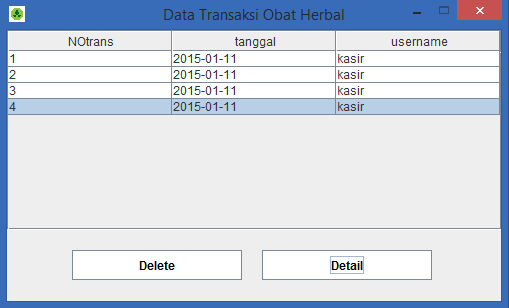 Data Transaksi Obat Herbal
NOtrans tanggal username
1 2015-01-11 kasir
2 2015-01-11 kasir
3 2015-01-11 kasir
4 2015-01-11 kasir
Delete Detail